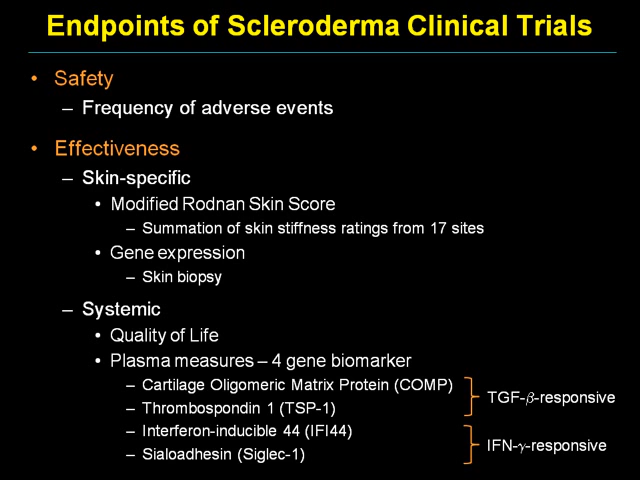 Endpoints of Scleroderma Clinical Trials
• Safety
– Frequency of adverse events
• Effectiveness
– Skin-specific
• Modified Rodnan Skin Score
– Summation of skin stiffness ratings from 17 sites
• Gene expression
– Skin biopsy
– Systemic
• Quality of Life
• Plasma measures – 4 gene biomarker
– Cartilage Oligomeric Matrix Protein (COMP)
– Thrombospondin 1 (TSP-1)
TGF-β-responsive
– Interferon-inducible 44 (IFI44)
– Sialoadhesin (Siglec-1)
IFN-γ-responsive